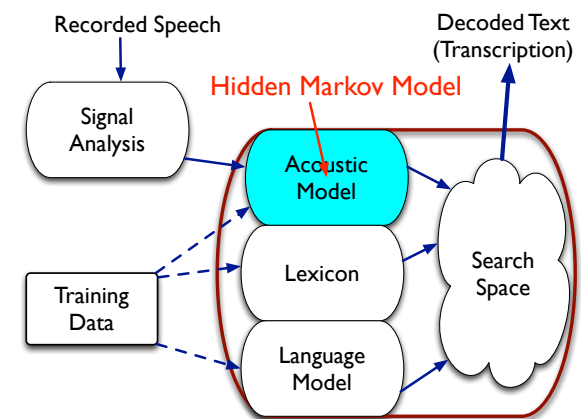 Recorded Speech
Decoded Text
(Transcription)
Hidden Markov Model
Signal
Analysis
Acoustic
Model
Lexicon
Search
Space
Training
Data
Language
Model